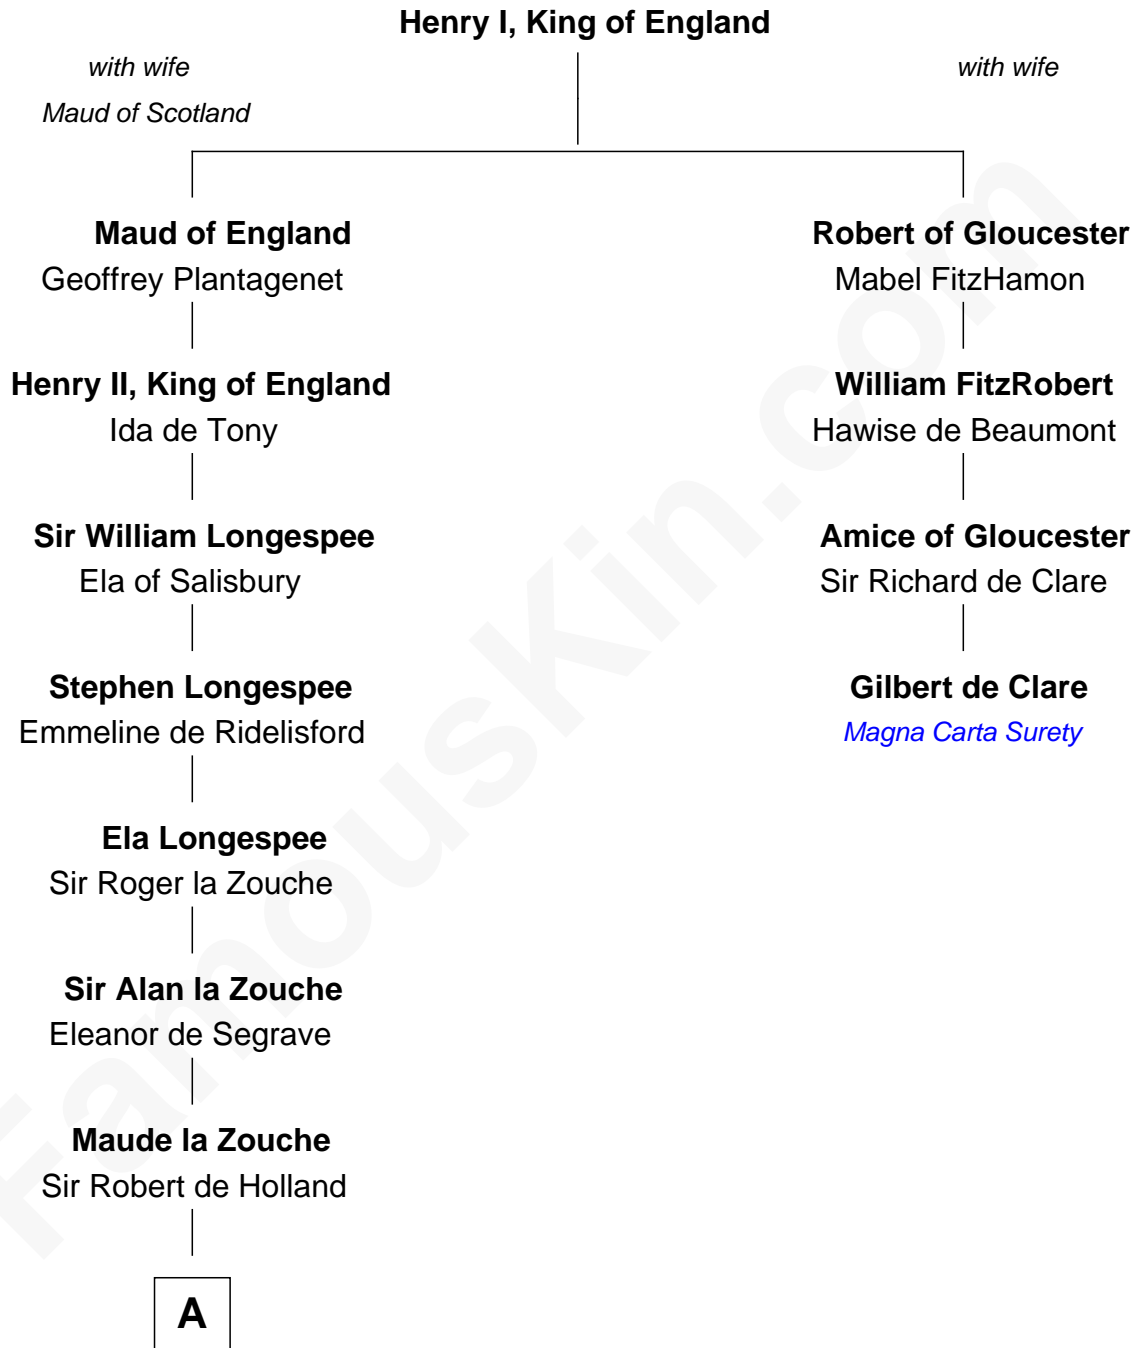 Henry I, King of England
with wife
Maud of Scotland
with wife
Maud of England
Geoffrey Plantagenet
Robert of Gloucester
Mabel FitzHamon
Henry II, King of England
Ida de Tony
William FitzRobert
Hawise de Beaumont
Sir William Longespee
Ela of Salisbury
Amice of Gloucester
Sir Richard de Clare
Stephen Longespee
Emmeline de Ridelisford
Gilbert de Clare
Magna Carta Surety
Ela Longespee
Sir Roger la Zouche
Sir Alan la Zouche
Eleanor de Segrave
Maude la Zouche
Sir Robert de Holland
A
FamousKin.com